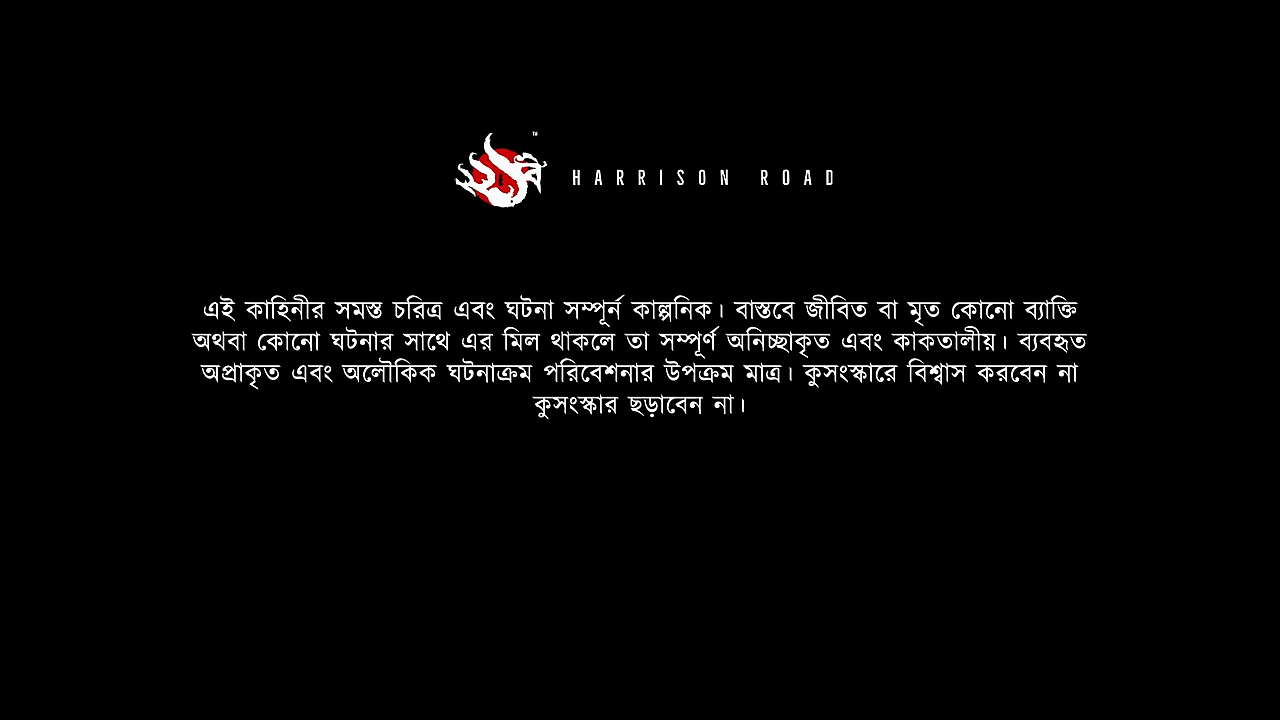 HARRISON ROAD
এই কাহিনীর সমস্ত চরিত্র এবং ঘটনা সম্পূর্ন কাল্পনিক। বাস্তবে জীবিত বা মৃত কোনো ব্যাক্তি
অথবা কোনো ঘটনার সাথে এর মিল থাকলে তা সম্পূর্ণ অনিচ্ছাকৃত এবং কাকতালীয়। ব্যবহৃত
অপ্রাকৃত এবং অলৌকিক ঘটনাক্রম পরিবেশনার উপক্রম মাত্র। কুসংস্কারে বিশ্বাস করবেন না
কুসংস্কার ছড়াবেন না।